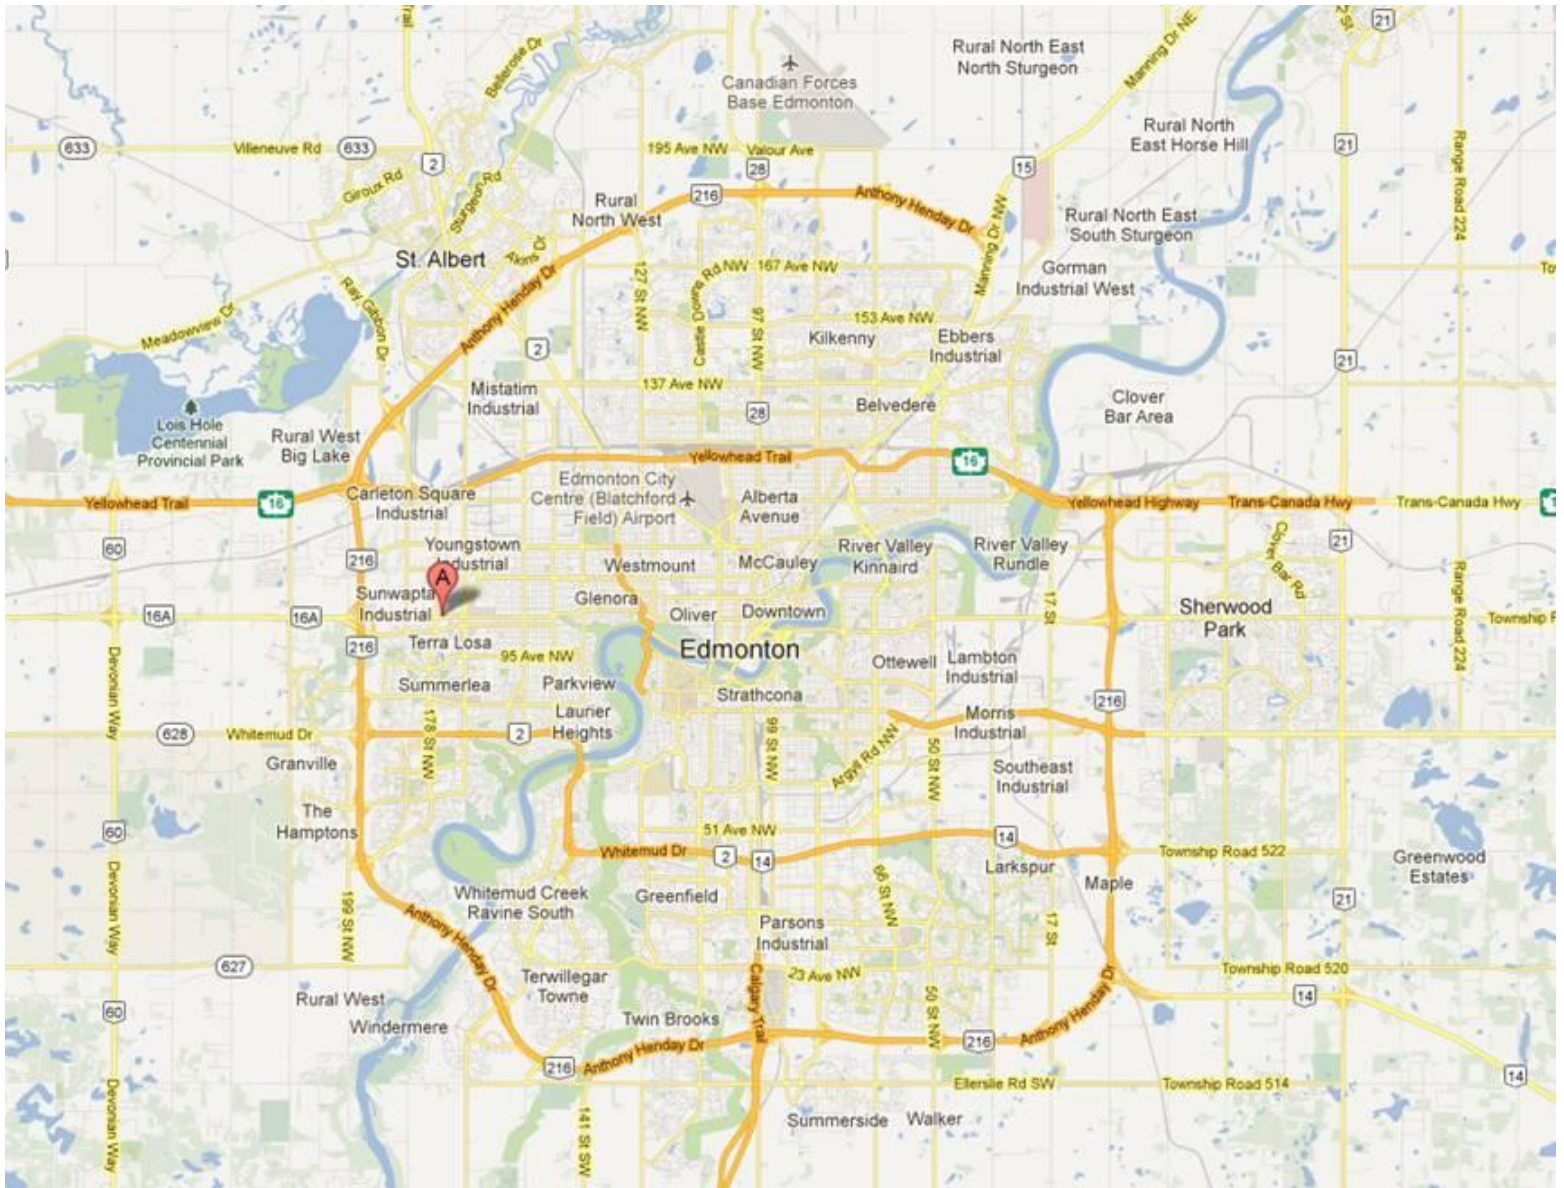 Trail
Bellerose Dr
Rural North East
North Sturgeon
Manning Dr NE
21
Canadian Forces
Base Edmonton
633
Villeneuve Rd
633
2
195 Ave NW
Valour Ave
28
15
Rural North
East Horse Hill
21
Range Road 224
Giroux Rd
Sturgeon Rd
Rural
North West
216
Anthony Henday Dr
Manning Dr NW
Rural North East
South Sturgeon
St. Albert
Akins Dr
Anthony Henday Dr
127 St NW
Castle Downs Rd NW
167 Ave NW
Gorman
Industrial West
Ray Gibbon Dr
Meadowview Dr
2
97 St NW
153 Ave NW
Kilkenny
Ebbers
Industrial
21
Mistatim
Industrial
137 Ave NW
28
Belvedere
Clover
Bar Area
Lois Hole
Centennial
Provincial Park
Rural West
Big Lake
Yellowhead Trail
16
Yellowhead Trail
16
Carleton Square
Industrial
Edmonton City
Centre (Blatchford
Field) Airport
Alberta
Avenue
Yellowhead Highway
Trans-Canada Hwy
Trans-Canada Hwy
60
216
Youngstown
Industrial
Westmount
McCauley
River Valley
Kinnaird
River Valley
Rundle
Clover Bar Rd
21
Range Road 224
A
Sunwapta
Industrial
16A
16A
Glenora
Oliver
Downtown
17 St
Sherwood
Park
Township R
216
Terra Losa
95 Ave NW
Edmonton
Ottewell
Lambton
Industrial
Devonian Way
Summerlea
Parkview
Strathcona
216
628
Whitemud Dr
178 St NW
2
Laurier
Heights
99 St NW
Argyll Rd NW
50 St NW
Morris
Industrial
Granville
Southeast
Industrial
The
Hamptons
60
51 Ave NW
Whitemud Dr
2
14
14
Larkspur
Township Road 522
Greenwood
Estates
Maple
Devonian Way
199 St NW
Whitemud Creek
Ravine South
Greenfield
66 St NW
21
Anthony Henday Dr
Parsons
Industrial
17 St
627
Terwillegar
Towne
Calgary Trail
23 Ave NW
Township Road 520
14
Rural West
Windermere
60
Twin Brooks
50 St NW
Anthony Henday Dr
216
Anthony Henday Dr
216
14
Devonian Way
141 St SW
Ellerslie Rd SW
Township Road 514
Summerside
Walker